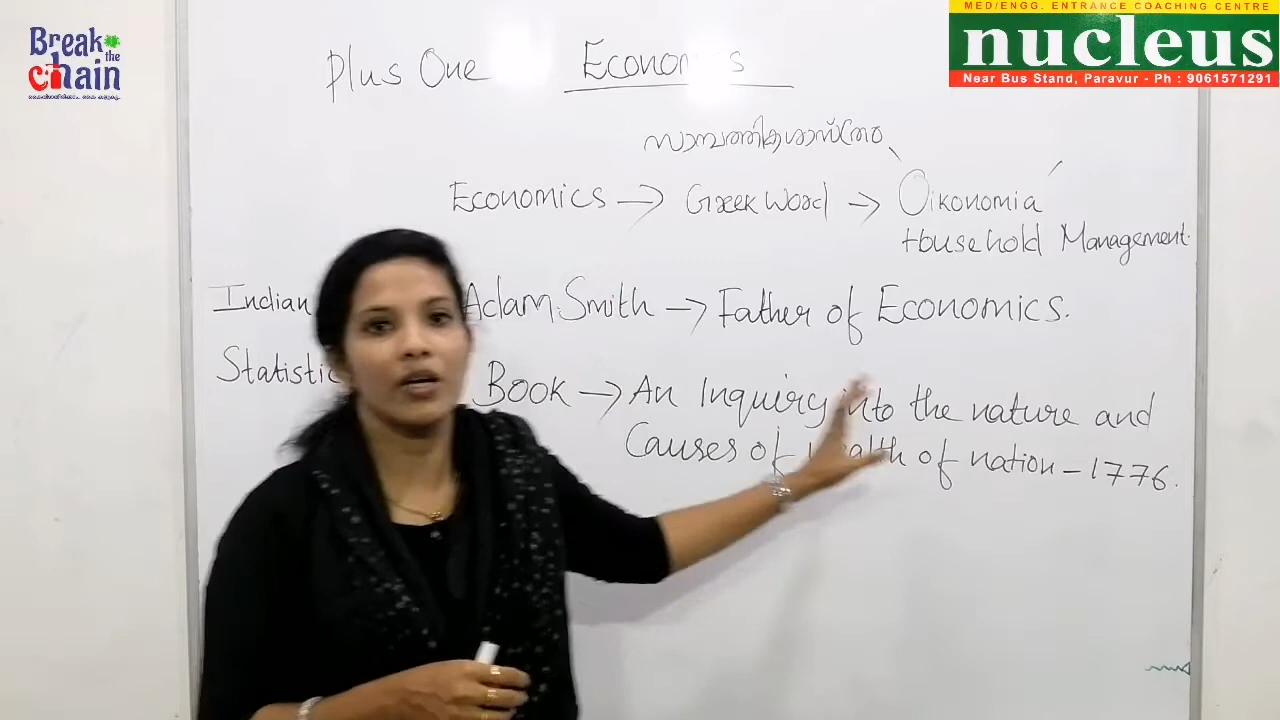 MED/ENGG. ENTRANCE COACHING CENTRE
nucleus
Near Bus Stand, Paravur - Ph : 9061571291
Break
the
chain
Plus One Economics
സാമ്പത്തികശാസ്ത്രം
Economics → Greek Word → Oikonomia
Household Management.
Indian
Adam Smith → Father of Economics.
Statistic
Book → An Inquiry into the nature and
Causes of wealth of nation - 1776.